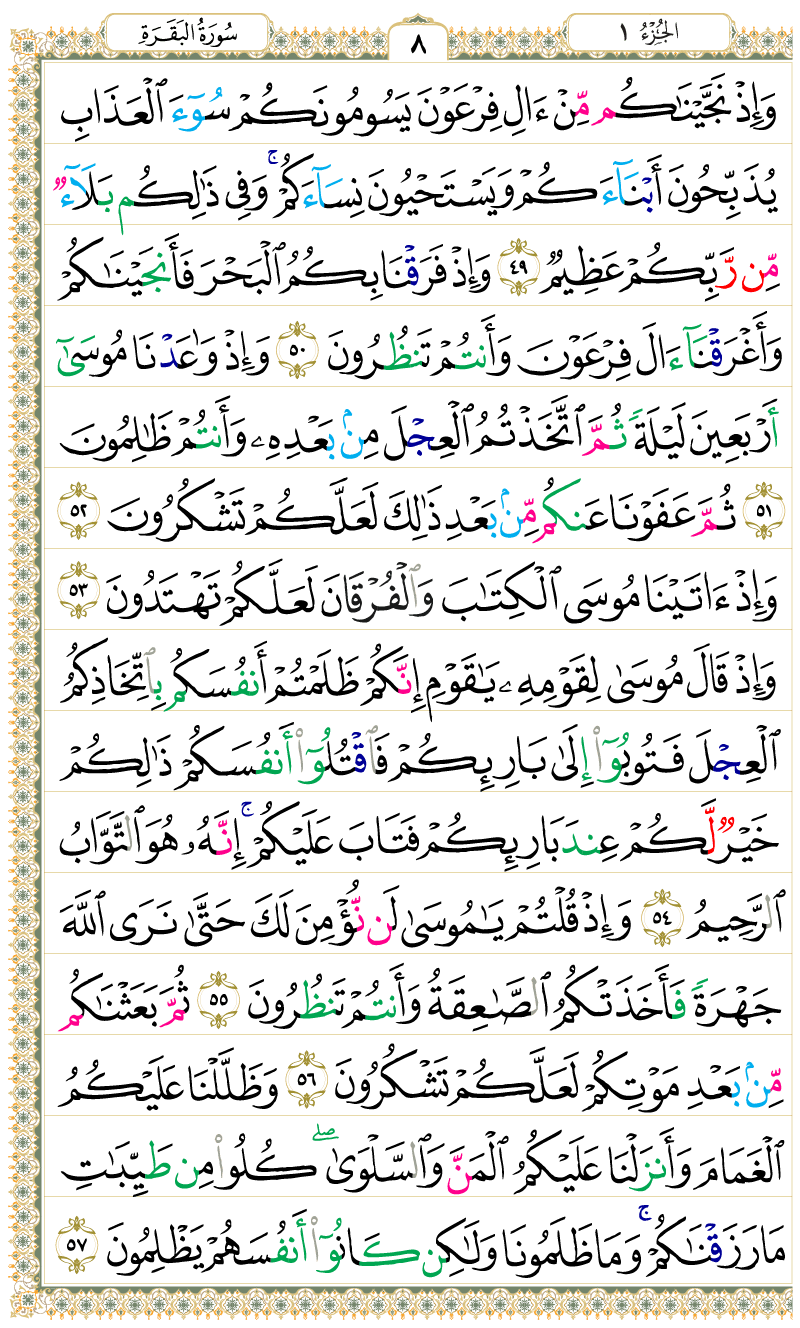 الجُزْءُ ١
٨
سُورَةُ البَقَرَةِ
وَإِذْ نَجَّيْنَٰكُم مِّنْ ءَالِ فِرْعَوْنَ يَسُومُونَكُمْ سُوٓءَ ٱلْعَذَابِ
يُذَبِّحُونَ أَبْنَآءَكُمْ وَيَسْتَحْيُونَ نِسَآءَكُمْ ۚ وَفِى ذَٰلِكُم بَلَآءٌ
مِّن رَّبِّكُمْ عَظِيمٌ ٤٩ وَإِذْ فَرَقْنَا بِكُمُ ٱلْبَحْرَ فَأَنجَيْنَٰكُمْ
وَأَغْرَقْنَآ ءَالَ فِرْعَوْنَ وَأَنتُمْ تَنظُرُونَ ٥٠ وَإِذْ وَٰعَدْنَا مُوسَىٰٓ
أَرْبَعِينَ لَيْلَةً ثُمَّ ٱتَّخَذْتُمُ ٱلْعِجْلَ مِنۢ بَعْدِهِۦ وَأَنتُمْ ظَٰلِمُونَ
٥١ ثُمَّ عَفَوْنَا عَنكُم مِّنۢ بَعْدِ ذَٰلِكَ لَعَلَّكُمْ تَشْكُرُونَ ٥٢
وَإِذْ ءَاتَيْنَا مُوسَى ٱلْكِتَٰبَ وَٱلْفُرْقَانَ لَعَلَّكُمْ تَهْتَدُونَ ٥٣
وَإِذْ قَالَ مُوسَىٰ لِقَوْمِهِۦ يَٰقَوْمِ إِنَّكُمْ ظَلَمْتُمْ أَنفُسَكُم بِٱتِّخَاذِكُمُ
ٱلْعِجْلَ فَتُوبُوٓا۟ إِلَىٰ بَارِئِكُمْ فَٱقْتُلُوٓا۟ أَنفُسَكُمْ ذَٰلِكُمْ
خَيْرٌ لَّكُمْ عِندَ بَارِئِكُمْ فَتَابَ عَلَيْكُمْ ۚ إِنَّهُۥ هُوَ ٱلتَّوَّابُ
ٱلرَّحِيمُ ٥٤ وَإِذْ قُلْتُمْ يَٰمُوسَىٰ لَن نُّؤْمِنَ لَكَ حَتَّىٰ نَرَى ٱللَّهَ
جَهْرَةً فَأَخَذَتْكُمُ ٱلصَّٰعِقَةُ وَأَنتُمْ تَنظُرُونَ ٥٥ ثُمَّ بَعَثْنَٰكُم
مِّنۢ بَعْدِ مَوْتِكُمْ لَعَلَّكُمْ تَشْكُرُونَ ٥٦ وَظَلَّلْنَا عَلَيْكُمُ
ٱلْغَمَامَ وَأَنزَلْنَا عَلَيْكُمُ ٱلْمَنَّ وَٱلسَّلْوَىٰ ۖ كُلُوا۟ مِن طَيِّبَٰتِ
مَا رَزَقْنَٰكُمْ ۚ وَمَا ظَلَمُونَا وَلَٰكِن كَانُوٓا۟ أَنفُسَهُمْ يَظْلِمُونَ ٥٧